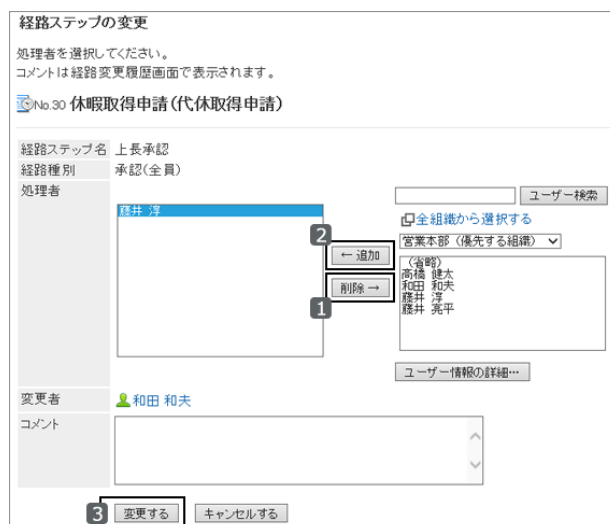 経路ステップの変更
処理者を選択してください。
コメントは経路変更履歴画面で表示されます。
No.30 休暇取得申請(代休取得申請)
経路ステップ名 上長承認
経路種別 承認(全員)
処理者
藤井 淳
ユーザー検索
全組織から選択する
営業本部(優先する組織)
2
← 追加
削除 →
1
(省略)
高橋 健太
和田 和夫
藤井 淳
藤井 亮平
ユーザー情報の詳細…
変更者 和田 和夫
コメント
3 変更する キャンセルする